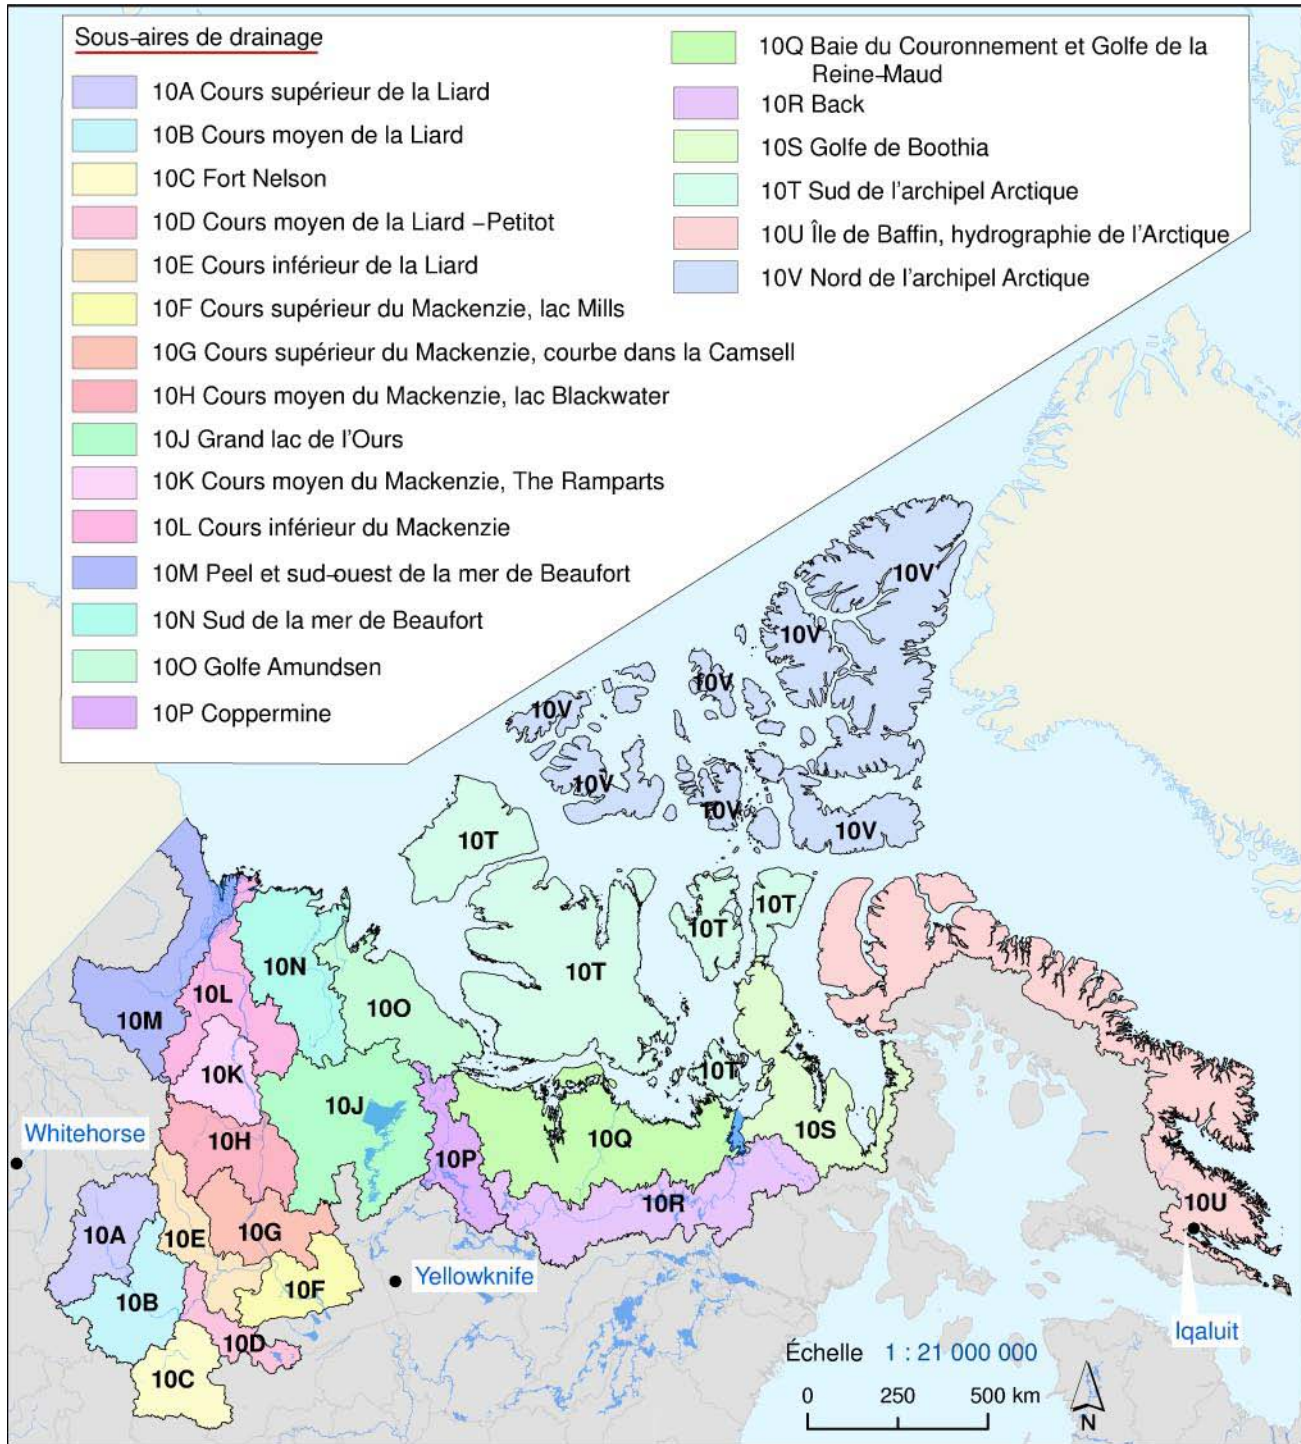 Sous-aires de drainage
10A Cours supérieur de la Liard
10B Cours moyen de la Liard
10C Fort Nelson
10D Cours moyen de la Liard -Petitot
10E Cours inférieur de la Liard
10F Cours supérieur du Mackenzie, lac Mills
10G Cours supérieur du Mackenzie, courbe dans la Camsell
10H Cours moyen du Mackenzie, lac Blackwater
10J Grand lac de l'Ours
10K Cours moyen du Mackenzie, The Ramparts
10L Cours inférieur du Mackenzie
10M Peel et sud-ouest de la mer de Beaufort
10N Sud de la mer de Beaufort
10O Golfe Amundsen
10P Coppermine
10Q Baie du Couronnement et Golfe de la
Reine-Maud
10R Back
10S Golfe de Boothia
10T Sud de l'archipel Arctique
10U Île de Baffin, hydrographie de l'Arctique
10V Nord de l'archipel Arctique
10V
10V
10V
10V
10V
10V
10V
10T
10T
10T
10T
10N
10L
10O
10M
10K
10T
10J
10H
10Q
10S
Whitehorse
10P
10R
10U
10A
10E
10G
Yellowknife
10F
10B
Iqaluit
10D
10C
Échelle 1 : 21 000 000
0 250 500 km
N